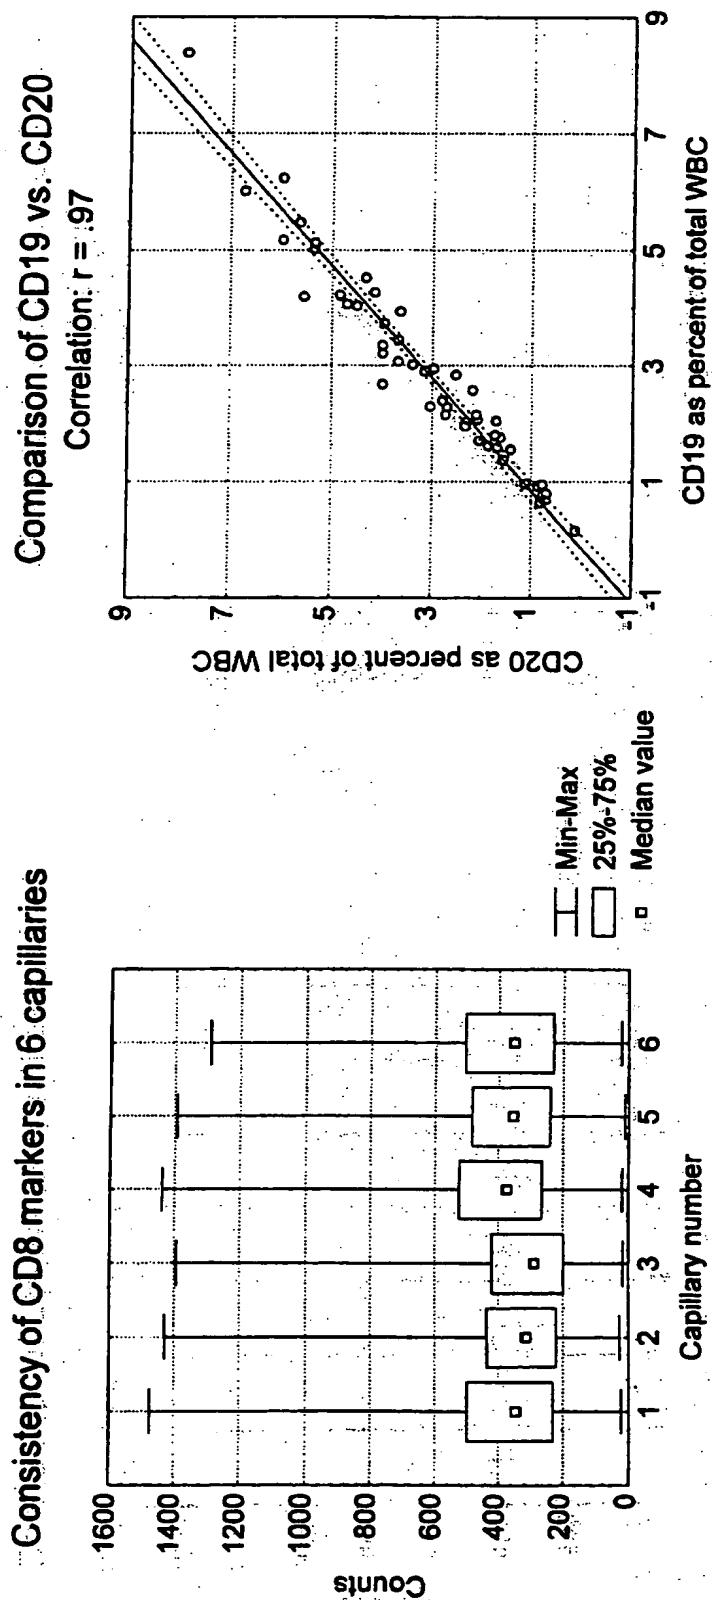 Consistency of CD8 markers in 6 capillaries
1600
1400
1200
1000
800
600
400
200
0
Counts
1 2 3 4 5 6
Capillary number
Min-Max
25%-75%
Median value
Comparison of CD19 vs. CD20
Correlation: r = .97
9
7
5
3
1
-1
CD20 as percent of total WBC
-1 1 3 5 7 9
CD19 as percent of total WBC